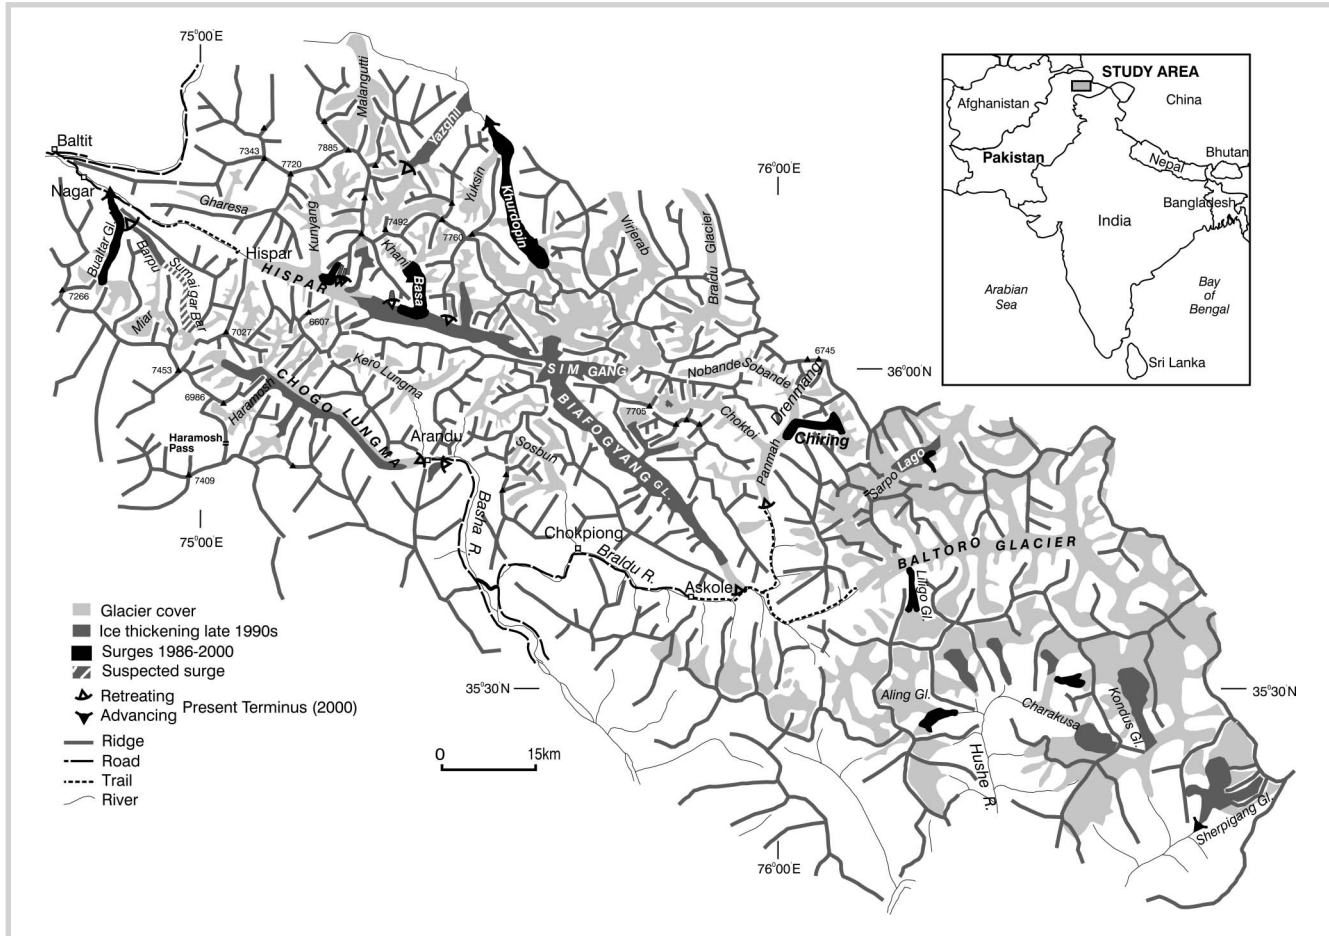 75°00'E
Baltit
Nagar
Bualtar Gl.
Barpu
Sumaigar Bar
Miar
Gharesa
7343
7720
7885
Malangutti
Yazghil
Yuksin
Khurdopin
Kunyang
7492
7760
Khani
Basa
Hispar
HISPAR
Virjerab
Braldu Glacier
76°00'E
7266
7027
6607
7453
6986
Haramosh
Haramosh
Pass
7409
CHOGO LUNGMA
Kero Lungma
Arandu
Sosbun
SIM GANG
BIAFO GYANG GL.
7705
Nobande Sobande
Choktoi
Drenmang
6745
36°00'N
Panmah
Chiring
Sarpo Lago
BALTORO GLACIER
Liligo Gl.
75°00'E
Basha R.
Chokpiong
Braldu R.
Askole
35°30'N
35°30'N
Aling Gl.
Charakusa
Kondus Gl.
Hushe R.
Sherpigang Gl.
76°00'E
STUDY AREA
Afghanistan
China
Pakistan
Nepal
Bhutan
Bangladesh
India
Arabian
Sea
Bay
of
Bengal
Sri Lanka
Glacier cover
Ice thickening late 1990s
Surges 1986-2000
Suspected surge
Retreating
Advancing
Present Terminus (2000)
Ridge
Road
Trail
River
0 15km